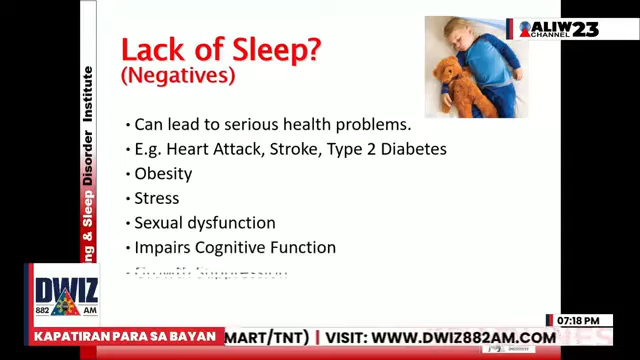 ALIW23
CHANNEL
Lack of Sleep?
(Negatives)
• Can lead to serious health problems.
• E.g. Heart Attack, Stroke, Type 2 Diabetes
• Obesity
• Stress
• Sexual dysfunction
• Impairs Cognitive Function
ng & Sleep Disorder Institute
DWIZ
882 AM
07:18 PM
KAPATIRAN PARA SA BAYAN
(MART/TNT) | VISIT: WWW.DWIZ882AM.COM